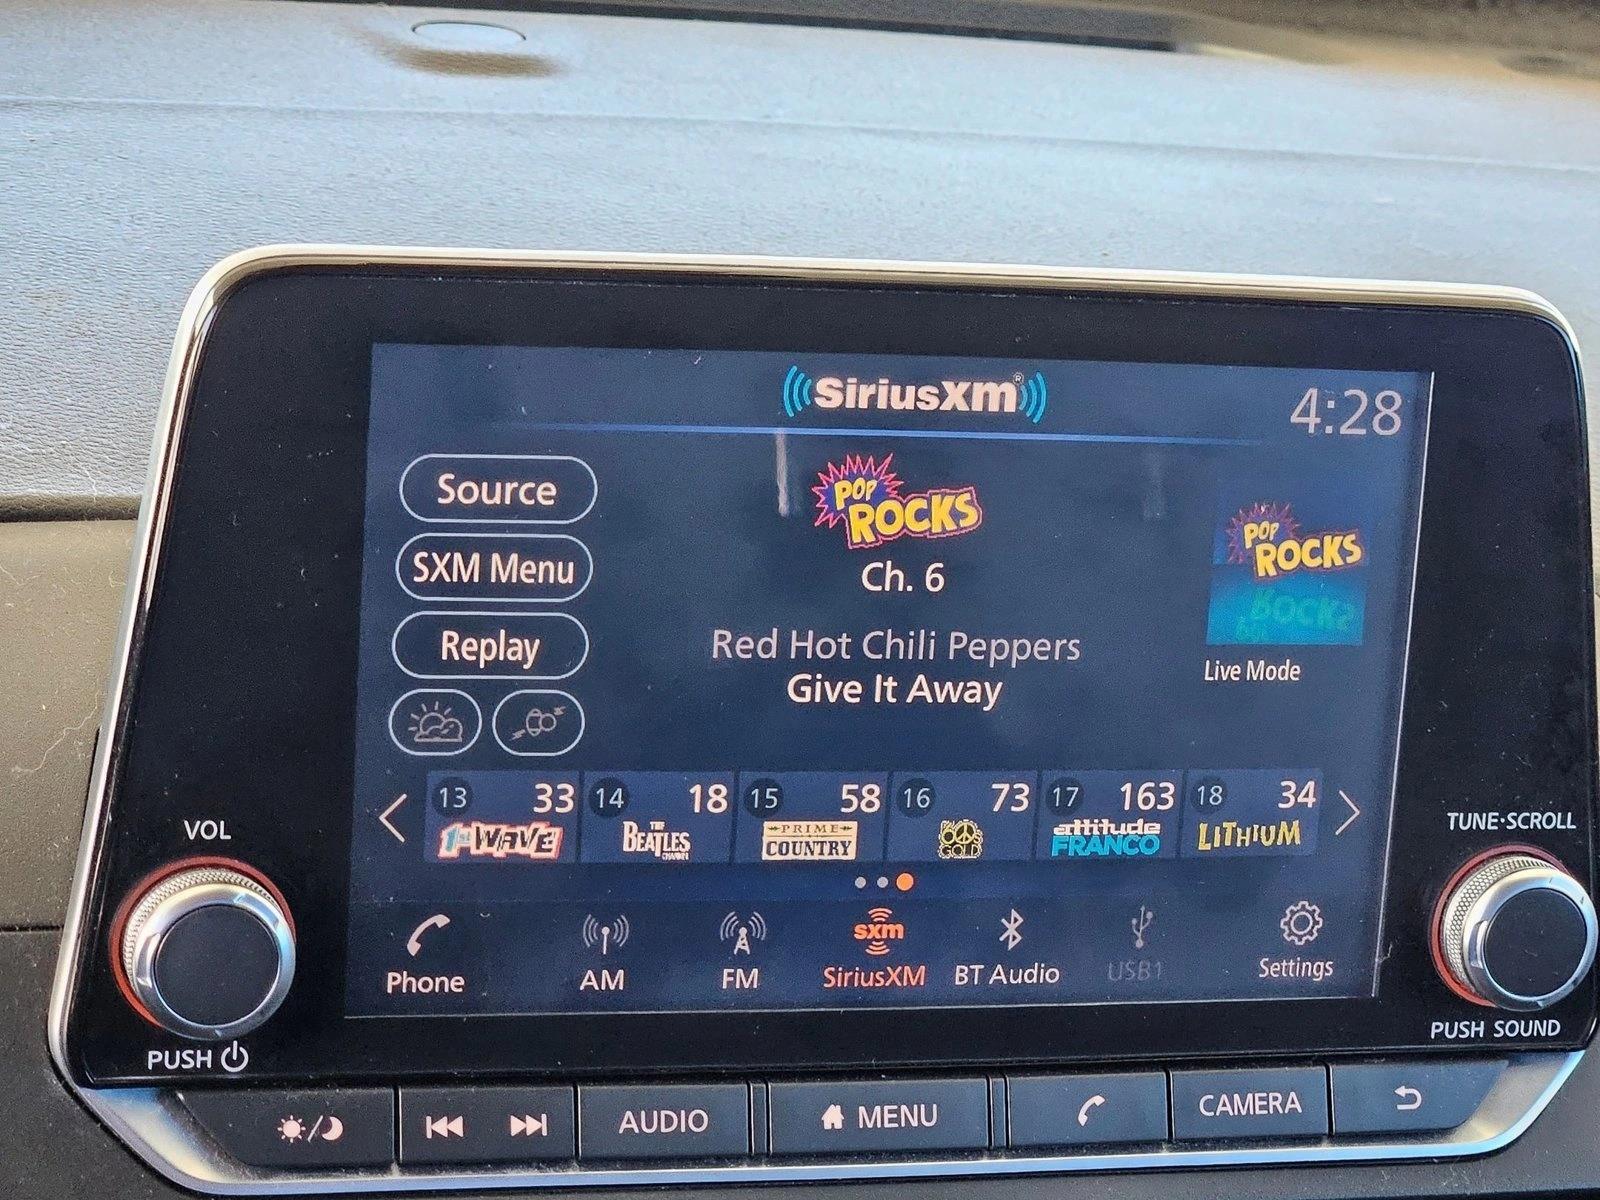 SiriusXM®
4:28
Source
SXM Menu
Replay
POP ROCKS
Ch. 6
Red Hot Chili Peppers
Give It Away
POP ROCKS
Live Mode
13 33 14 18 15 58 16 73 17 163 18 34
1st WAVE
THE BEATLES CHANNEL
PRIME COUNTRY
60s GOLD
attitude FRANCO
LiTHiUM
Phone AM FM sxm SiriusXM BT Audio USB1 Settings
VOL
PUSH
TUNE·SCROLL
PUSH SOUND
AUDIO MENU CAMERA